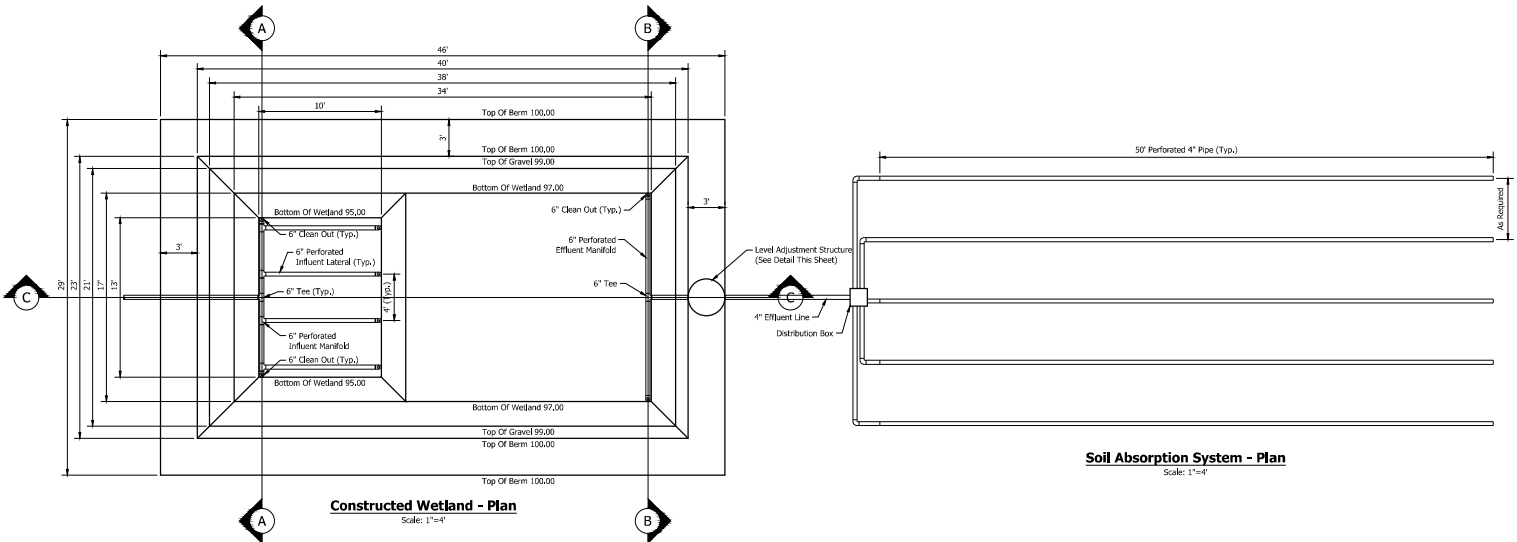 A
B
46'
40'
38'
34'
10'
Top Of Berm 100.00
3'
Top Of Berm 100.00
Top Of Gravel 99.00
50' Perforated 4" Pipe (Typ.)
Bottom Of Wetland 97.00
As Required
Bottom Of Wetland 95.00
6" Clean Out (Typ.)
3'
6" Clean Out (Typ.)
3'
6" Perforated
Influent Lateral (Typ.)
6" Perforated
Effluent Manifold
Level Adjustment Structure
(See Detail This Sheet)
29'
23'
21'
17'
13'
C
6" Tee (Typ.)
4' (Typ.)
6" Tee
C
4" Effluent Line
Distribution Box
6" Perforated
Influent Manifold
6" Clean Out (Typ.)
Bottom Of Wetland 95.00
Bottom Of Wetland 97.00
Top Of Gravel 99.00
Top Of Berm 100.00
Top Of Berm 100.00
Soil Absorption System - Plan
Scale: 1"=4'
Constructed Wetland - Plan
Scale: 1"=4'
A
B